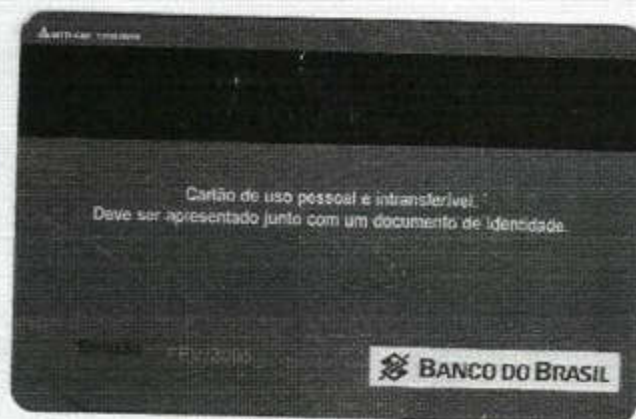 Cartão de uso pessoal e intransferível.
Deve ser apresentado junto com um documento de identidade.
BANCO DO BRASIL